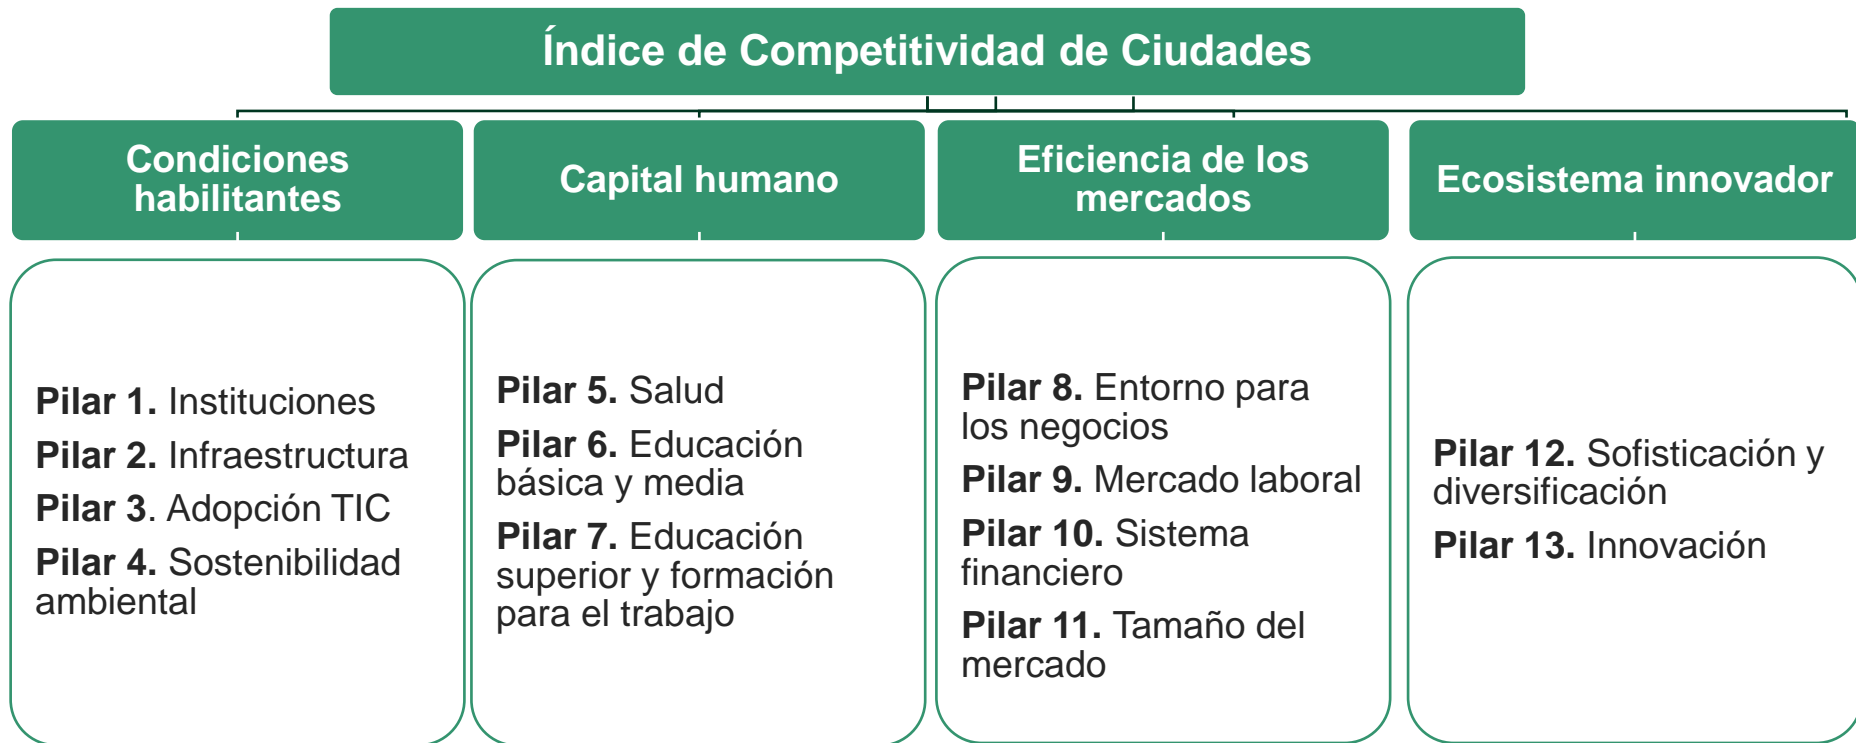 Índice de Competitividad de Ciudades
Condiciones
habilitantes
Capital humano
Eficiencia de los
mercados
Ecosistema innovador
Pilar 1. Instituciones
Pilar 2. Infraestructura
Pilar 3. Adopción TIC
Pilar 4. Sostenibilidad
ambiental
Pilar 5. Salud
Pilar 6. Educación
básica y media
Pilar 7. Educación
superior y formación
para el trabajo
Pilar 8. Entorno para
los negocios
Pilar 9. Mercado laboral
Pilar 10. Sistema
financiero
Pilar 11. Tamaño del
mercado
Pilar 12. Sofisticación y
diversificación
Pilar 13. Innovación